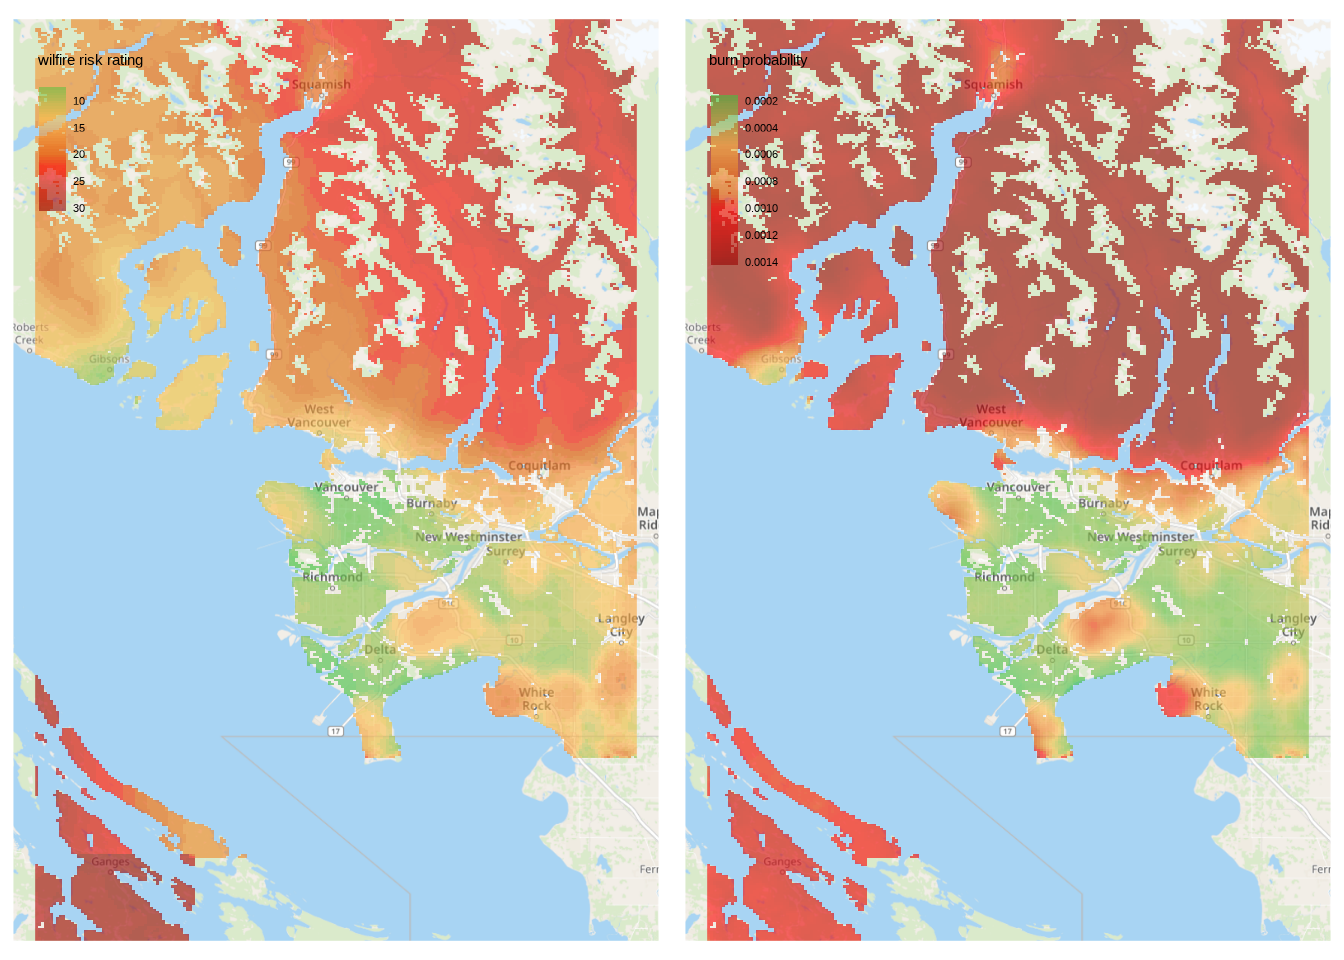 wilfire risk rating
10
15
20
25
30
Squamish
99
99
99
Roberts
Creek
Gibsons
West
Vancouver
Coquitlam
Vancouver
Burnaby
Map
Rid
New Westminster
Surrey
Richmond
91C
Langley
City
10
Delta
White
Rock
17
Ganges
Fern
burn probability
0.0002
0.0004
0.0006
0.0008
0.0010
0.0012
0.0014
Squamish
99
99
99
Roberts
Creek
Gibsons
West
Vancouver
Coquitlam
Vancouver
Burnaby
Map
Rid
New Westminster
Surrey
Richmond
91C
Langley
City
10
Delta
White
Rock
17
Ganges
Fern